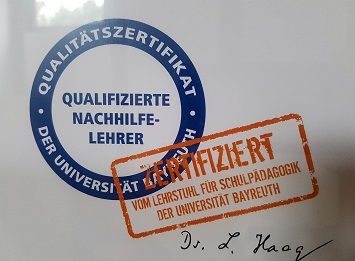 · QUALITÄTSZERTIFIKAT ·
DER UNIVERSITÄT BAYREUTH
QUALIFIZIERTE
NACHHILFE-
LEHRER
ZERTIFIZIERT
VOM LEHRSTUHL FÜR SCHULPÄDAGOGIK
DER UNIVERSITÄT BAYREUTH
Dr. L. Haag